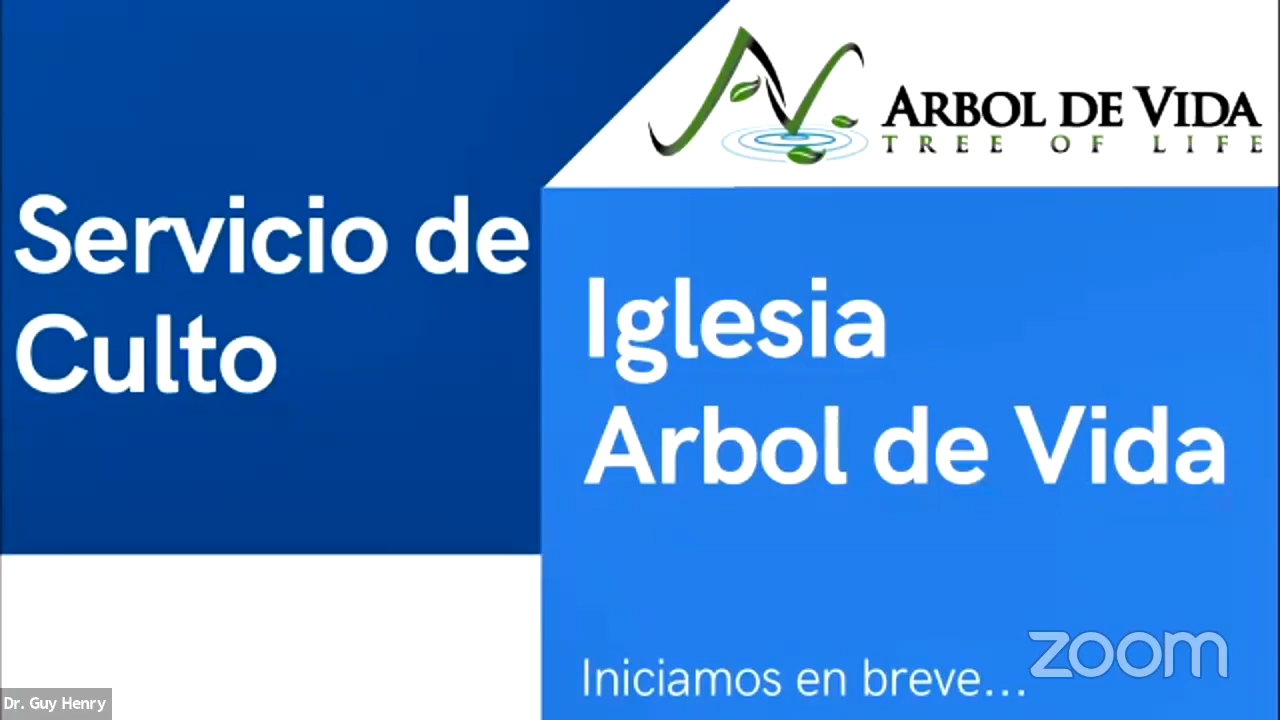 ARBOL DE VIDA
TREE OF LIFE
Servicio de
Culto
Iglesia
Arbol de Vida
zoom
Iniciamos en breve...
Dr. Guy Henry